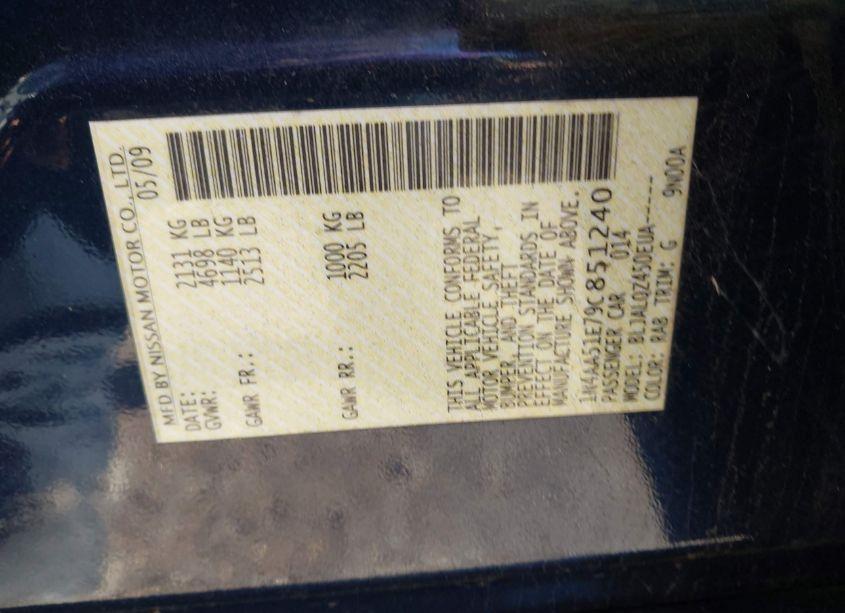 MFD BY NISSAN MOTOR CO., LTD.
DATE: 05/09
GVWR: 2131 KG
4698 LB
GAWR FR.: 1140 KG
2513 LB
GAWR RR.: 1000 KG
2205 LB
THIS VEHICLE CONFORMS TO
ALL APPLICABLE FEDERAL
MOTOR VEHICLE SAFETY,
BUMPER, AND THEFT
PREVENTION STANDARDS IN
EFFECT ON THE DATE OF
MANUFACTURE SHOWN ABOVE.
1N4AA51E79C851240
PASSENGER CAR 014
MODEL: BLJALQZ450EUA-----
COLOR: RAB TRIM: G 9N00A